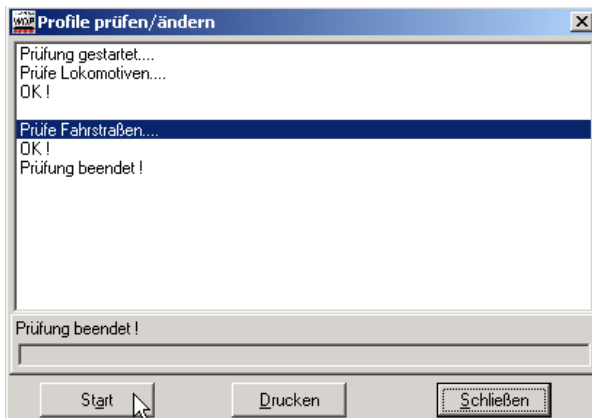 Profile prüfen/ändern
Prüfung gestartet....
Prüfe Lokomotiven....
OK !
Prüfe Fahrstraßen....
OK !
Prüfung beendet !
Prüfung beendet !
Start
Drucken
Schließen